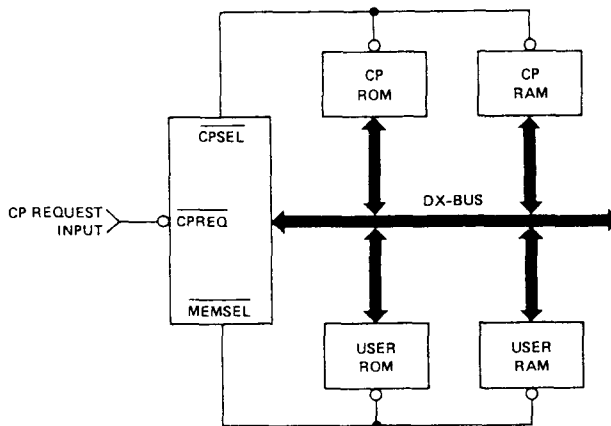 CP
ROM
CP
RAM
CPSEL
CP REQUEST
INPUT
CPREQ
DX-BUS
MEMSEL
USER
ROM
USER
RAM